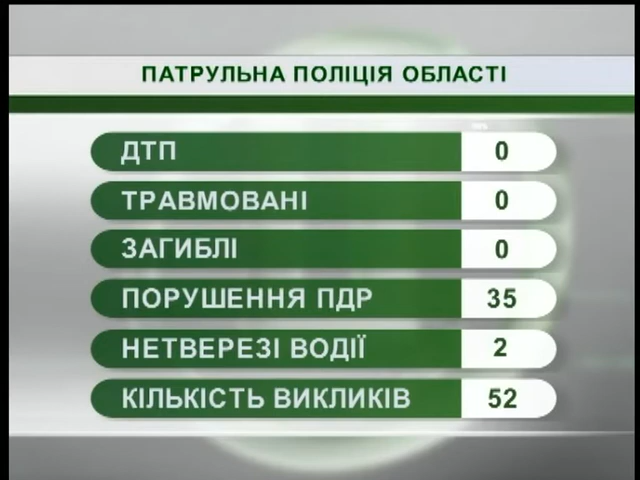 ПАТРУЛЬНА ПОЛІЦІЯ ОБЛАСТІ
ДТП 0
ТРАВМОВАНІ 0
ЗАГИБЛІ 0
ПОРУШЕННЯ ПДР 35
НЕТВЕРЕЗІ ВОДІЇ 2
КІЛЬКІСТЬ ВИКЛИКІВ 52